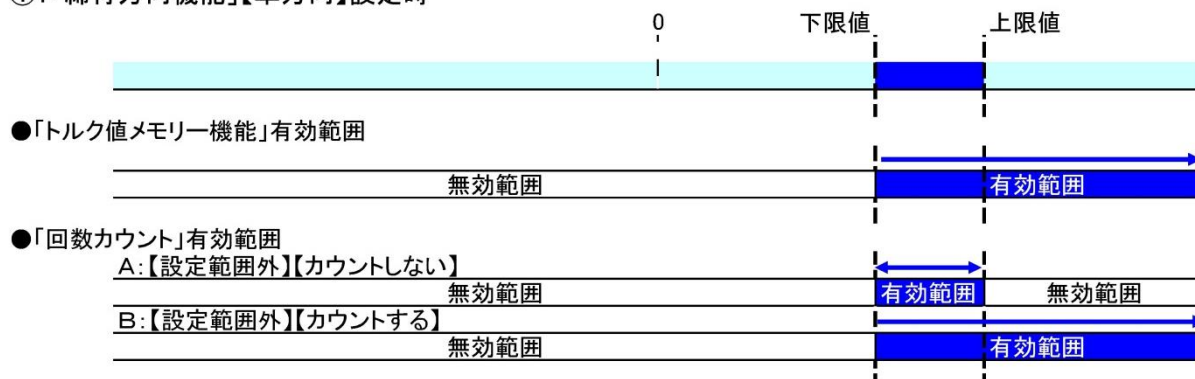 0 下限値 上限値
●「トルク値メモリー機能」有効範囲
無効範囲 有効範囲
●「回数カウント」有効範囲
A:【設定範囲外】【カウントしない】
無効範囲 有効範囲 無効範囲
B:【設定範囲外】【カウントする】
無効範囲 有効範囲